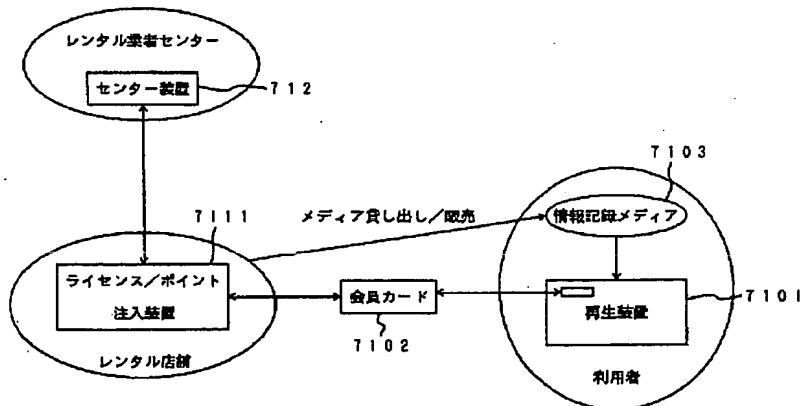 レンタル業者センター
センター装置
712
7103
7111
メディア貸し出し／販売
情報記録メディア
ライセンス／ポイント
注入装置
会員カード
再生装置
7101
7102
レンタル店舗
利用者